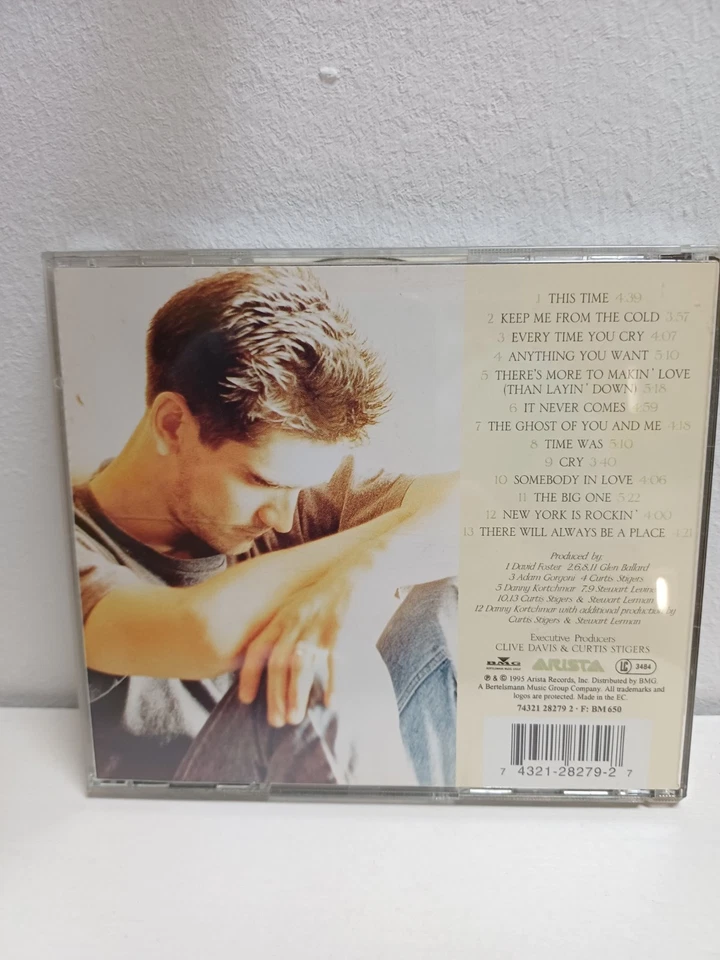 1 THIS TIME 4:39
2 KEEP ME FROM THE COLD 3:57
3 EVERY TIME YOU CRY 4:07
4 ANYTHING YOU WANT 5:10
5 THERE'S MORE TO MAKIN' LOVE
(THAN LAYIN' DOWN) 5:18
6 IT NEVER COMES :59
7 THE GHOST OF YOU AND ME 4:18
8 TIME WAS 5:10
9 CRY 3:40
10 SOMEBODY IN LOVE 4:06
11 THE BIG ONE 5:22
12 NEW YORK IS ROCKIN' 4:00
13 THERE WILL ALWAYS BE A PLACE 4:21
Produced by:
1 David Foster 2,6,8,11 Glen Ballard
3 Adam Gorgoni 4 Curtis Stigers
5 Danny Kortchmar 7,9 Stewart Levine
10,13 Curtis Stigers & Stewart Lerman
12 Danny Kortchmar with additional production by
Curtis Stigers & Stewart Lerman
Executive Producers
CLIVE DAVIS & CURTIS STIGERS
BMG ARISTA LC 3484
℗ & © 1995 Arista Records, Inc. Distributed by BMG
A Bertelsmann Music Group Company. All trademarks and
logos are protected. Made in the EC.
74321 28279 2 · F: BM 650
7 4321-28279-2 7